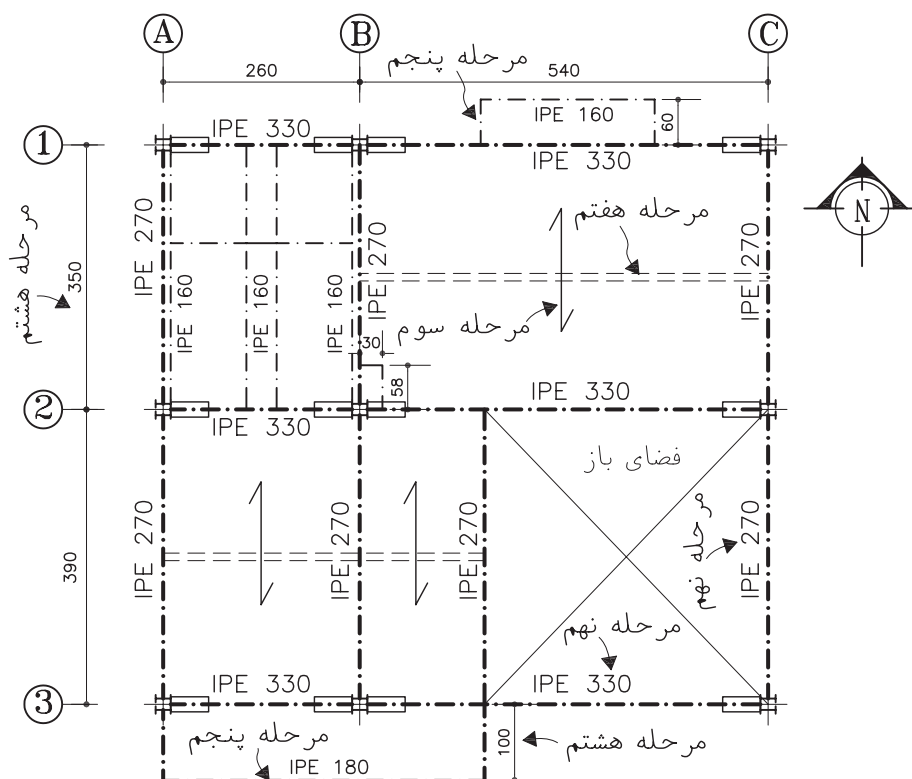 A
B
C
260
540
مرحله پنجم
IPE 160
60
1
IPE 330
IPE 330
N
مرحله هشتم
350
IPE 270
IPE 160
IPE 160
IPE 160
IPE 270
مرحله هفتم
IPE 270
مرحله سوم
30
58
2
IPE 330
IPE 330
فضای باز
390
IPE 270
IPE 270
IPE 270
مرحله نهم
IPE 270
مرحله نهم
3
IPE 330
IPE 330
مرحله پنجم
IPE 180
100
مرحله هشتم